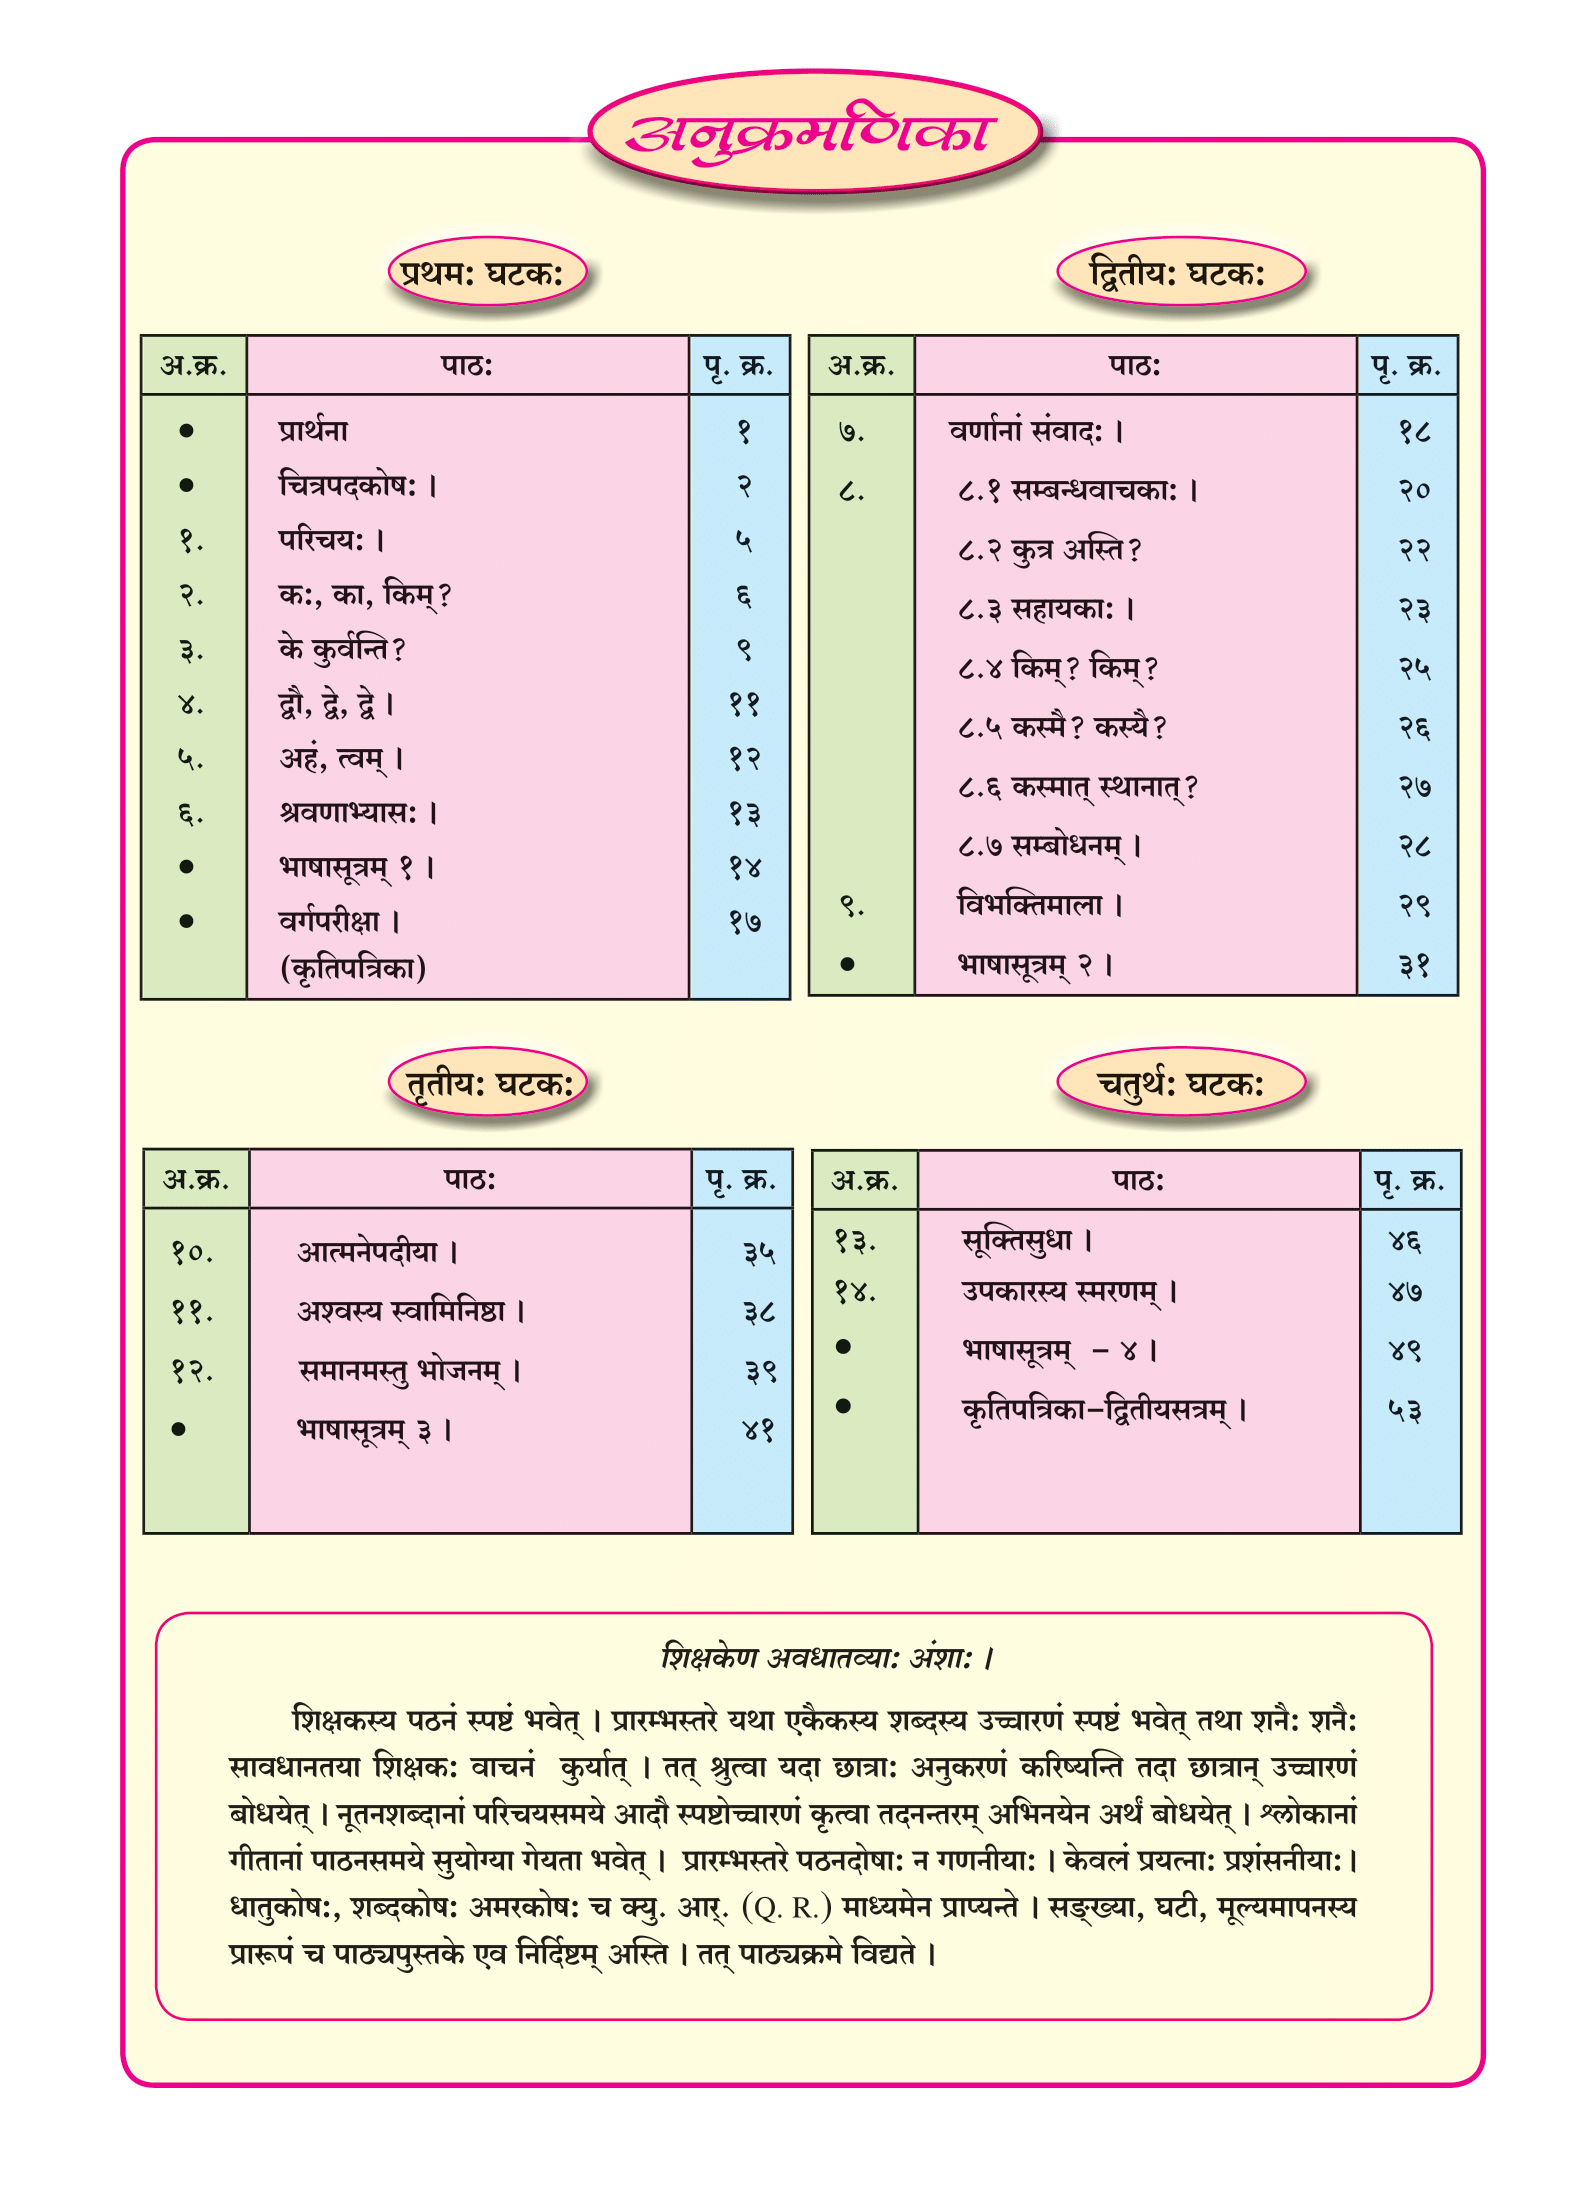 अनुक्रमणिका
प्रथमः घटकः
अ.क्र. पाठः पृ. क्र.
• प्रार्थना १
• चित्रपदकोषः । २
१. परिचयः । ५
२. कः, का, किम्? ६
३. के कुर्वन्ति? ९
४. द्वौ, द्वे, द्वे । ११
५. अहं, त्वम् । १२
६. श्रवणाभ्यासः । १३
• भाषासूत्रम् १ । १४
• वर्गपरीक्षा । १७
(कृतिपत्रिका)
द्वितीयः घटकः
अ.क्र. पाठः पृ. क्र.
७. वर्णानां संवादः । १८
८. ८.१ सम्बन्धवाचकाः । २०
८.२ कुत्र अस्ति? २२
८.३ सहायकाः । २३
८.४ किम्? किम्? २५
८.५ कस्मै? कस्यै? २६
८.६ कस्मात् स्थानात्? २७
८.७ सम्बोधनम् । २८
९. विभक्तिमाला । २९
• भाषासूत्रम् २ । ३१
तृतीयः घटकः
अ.क्र. पाठः पृ. क्र.
१०. आत्मनेपदीया । ३५
११. अश्वस्य स्वामिनिष्ठा । ३८
१२. समानमस्तु भोजनम् । ३९
• भाषासूत्रम् ३ । ४१
चतुर्थः घटकः
अ.क्र. पाठः पृ. क्र.
१३. सूक्तिसुधा । ४६
१४. उपकारस्य स्मरणम् । ४७
• भाषासूत्रम् – ४ । ४९
• कृतिपत्रिका–द्वितीयसत्रम् । ५३
शिक्षकेण अवधातव्याः अंशाः ।
शिक्षकस्य पठनं स्पष्टं भवेत् । प्रारम्भस्तरे यथा एकैकस्य शब्दस्य उच्चारणं स्पष्टं भवेत् तथा शनैः शनैः
सावधानतया शिक्षकः वाचनं कुर्यात् । तत् श्रुत्वा यदा छात्राः अनुकरणं करिष्यन्ति तदा छात्रान् उच्चारणं
बोधयेत् । नूतनशब्दानां परिचयसमये आदौ स्पष्टोच्चारणं कृत्वा तदनन्तरम् अभिनयेन अर्थं बोधयेत् । श्लोकानां
गीतानां पाठनसमये सुयोग्या गेयता भवेत् । प्रारम्भस्तरे पठनदोषाः न गणनीयाः । केवलं प्रयत्नाः प्रशंसनीयाः ।
धातुकोषः, शब्दकोषः अमरकोषः च क्यु. आर्. (Q. R.) माध्यमेन प्राप्यन्ते । सङ्ख्या, घटी, मूल्यमापनस्य
प्रारूपं च पाठ्यपुस्तके एव निर्दिष्टम् अस्ति । तत् पाठ्यक्रमे विद्यते ।